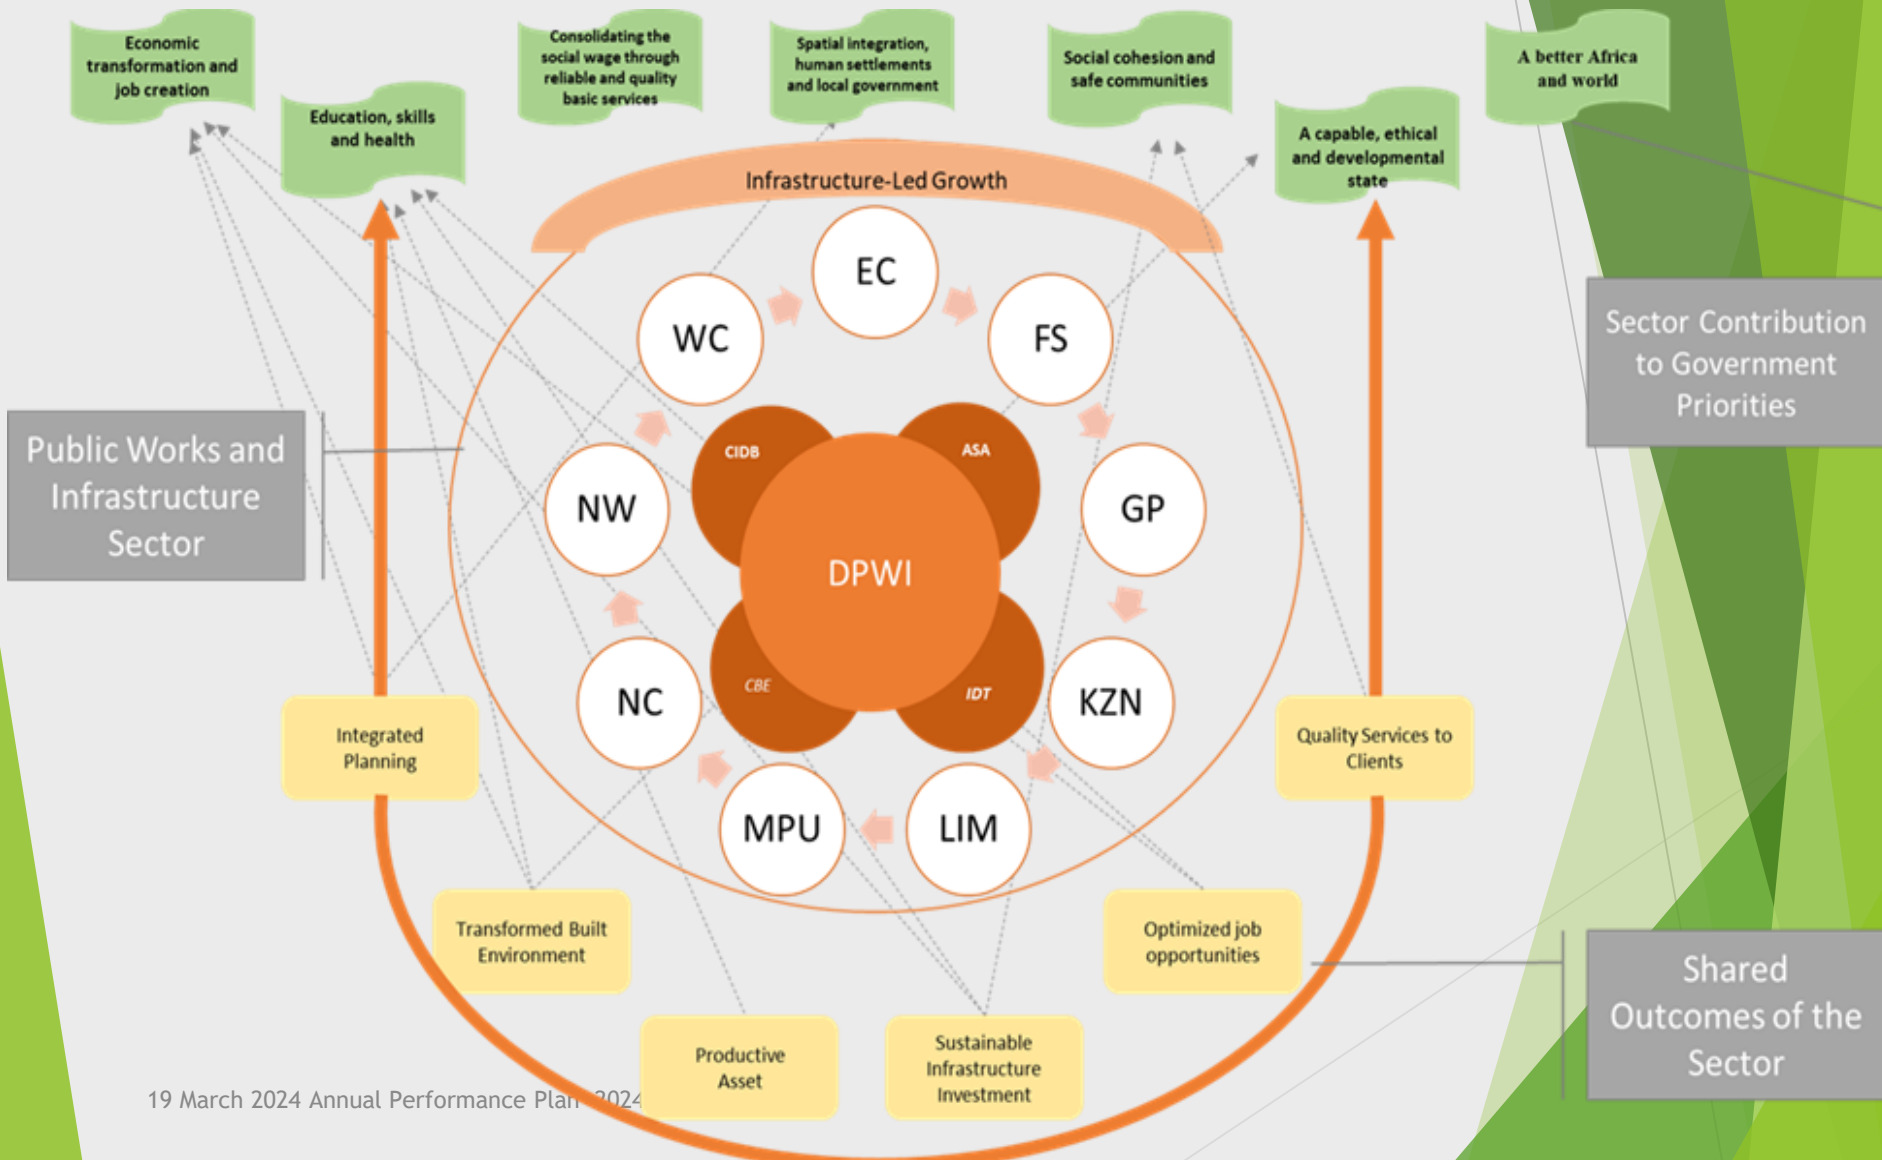 Economic
transformation and
job creation
Education, skills
and health
Consolidating the
social wage through
reliable and quality
basic services
Spatial integration,
human settlements
and local government
Social cohesion and
safe communities
A capable, ethical
and developmental
state
A better Africa
and world
Infrastructure-Led Growth
EC
WC
FS
NW
GP
NC
KZN
MPU
LIM
CIDB
ASA
DPWI
CBE
IDT
Public Works and
Infrastructure
Sector
Sector Contribution
to Government
Priorities
Integrated
Planning
Quality Services to
Clients
Transformed Built
Environment
Optimized job
opportunities
Productive
Asset
Sustainable
Infrastructure
Investment
Shared
Outcomes of the
Sector
19 March 2024 Annual Performance Plan 2024